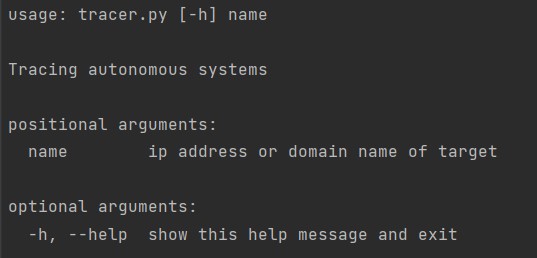 usage: tracer.py [-h] name
Tracing autonomous systems
positional arguments:
name        ip address or domain name of target
optional arguments:
-h, --help  show this help message and exit